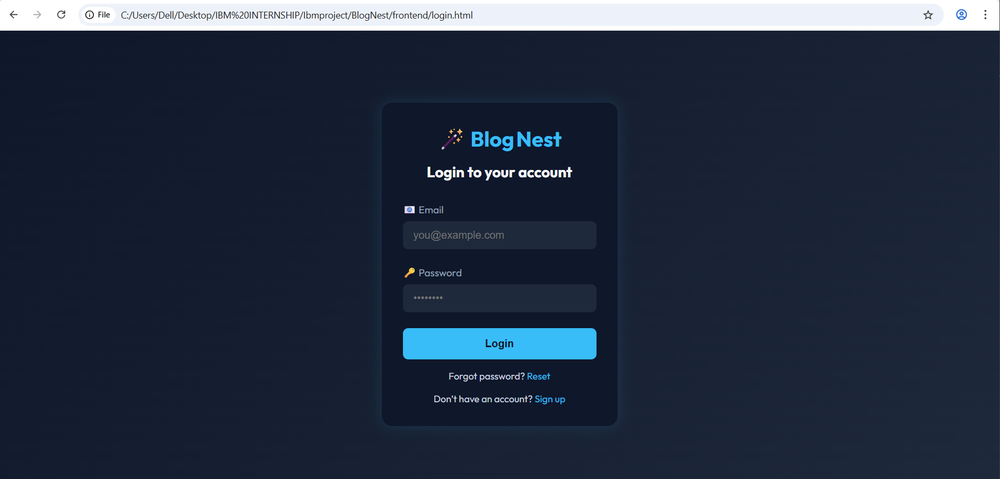 File C:/Users/Dell/Desktop/IBM%20INTERNSHIP/Ibmproject/BlogNest/frontend/login.html
BlogNest
Login to your account
Email
you@example.com
Password
••••••••
Login
Forgot password? Reset
Don’t have an account? Sign up